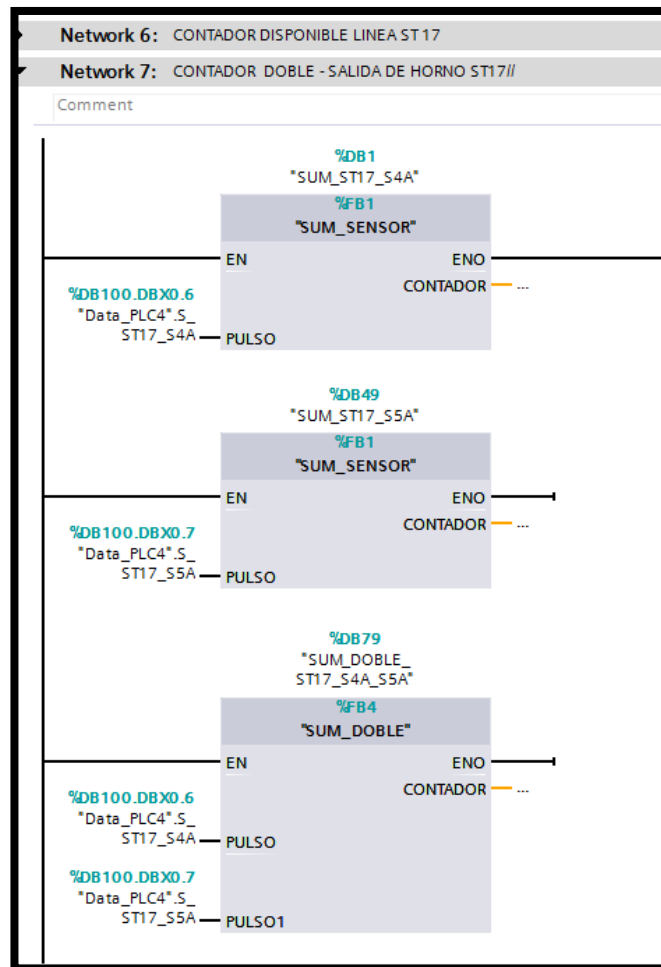 Network 6: CONTADOR DISPONIBLE LINEA ST 17
Network 7: CONTADOR DOBLE - SALIDA DE HORNO ST17//
Comment
%DB1
"SUM_ST17_S4A"
%FB1
"SUM_SENSOR"
EN ENO
CONTADOR ...
%DB100.DBX0.6
"Data_PLC4".S_
ST17_S4A PULSO
%DB49
"SUM_ST17_S5A"
%FB1
"SUM_SENSOR"
EN ENO
CONTADOR ...
%DB100.DBX0.7
"Data_PLC4".S_
ST17_S5A PULSO
%DB79
"SUM_DOBLE_
ST17_S4A_S5A"
%FB4
"SUM_DOBLE"
EN ENO
CONTADOR ...
%DB100.DBX0.6
"Data_PLC4".S_
ST17_S4A PULSO
%DB100.DBX0.7
"Data_PLC4".S_
ST17_S5A PULSO1